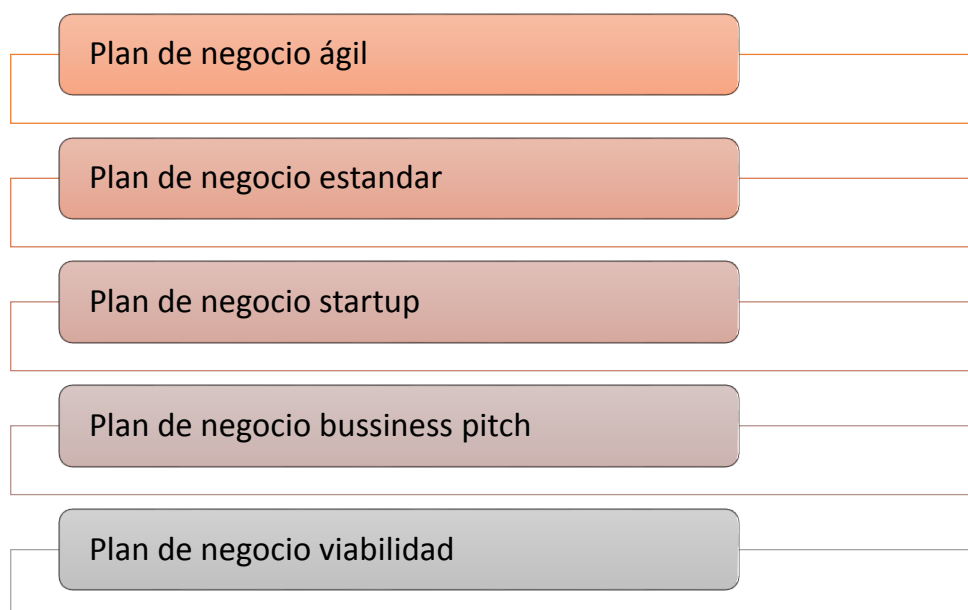 Plan de negocio ágil
Plan de negocio estandar
Plan de negocio startup
Plan de negocio bussiness pitch
Plan de negocio viabilidad